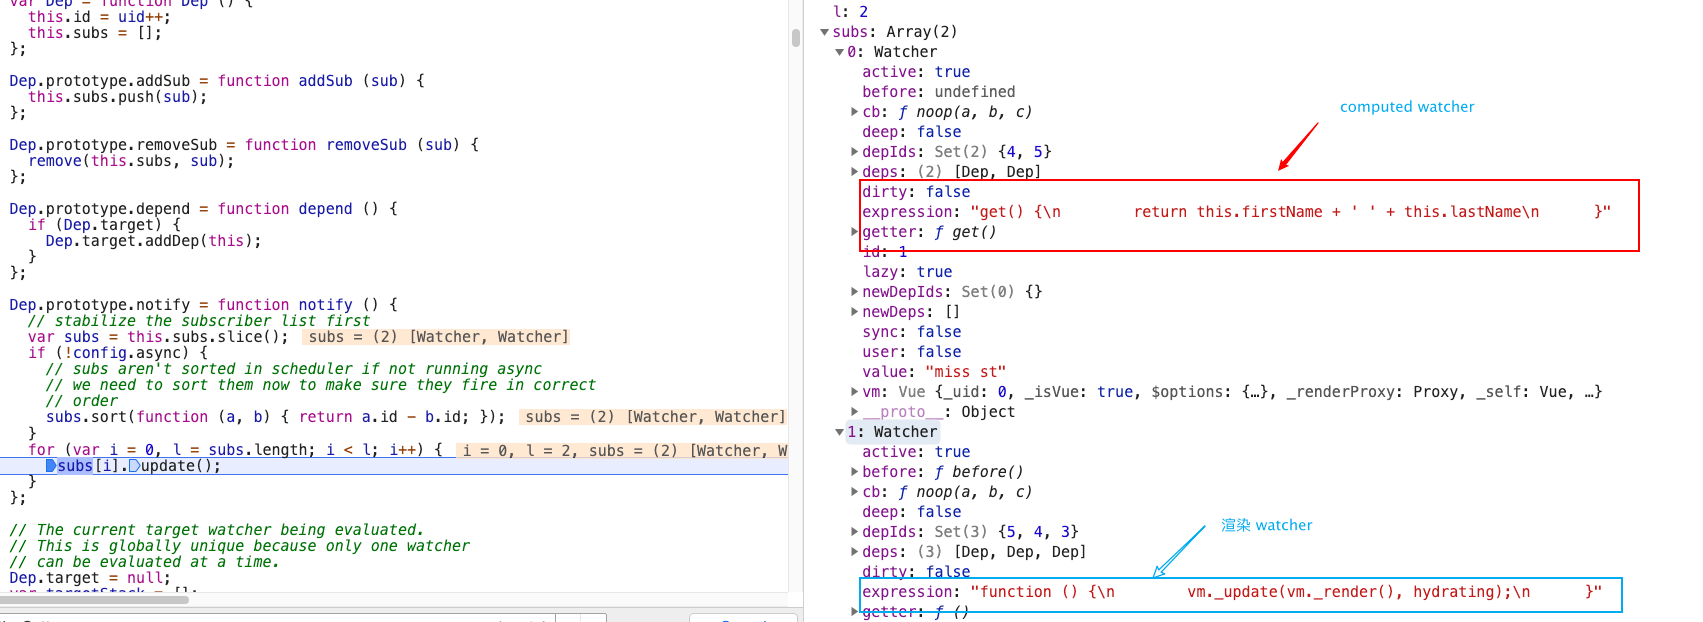 var Dep = function Dep () {
this.id = uid++;
this.subs = [];
};
Dep.prototype.addSub = function addSub (sub) {
this.subs.push(sub);
};
Dep.prototype.removeSub = function removeSub (sub) {
remove(this.subs, sub);
};
Dep.prototype.depend = function depend () {
if (Dep.target) {
Dep.target.addDep(this);
}
};
Dep.prototype.notify = function notify () {
// stabilize the subscriber list first
var subs = this.subs.slice(); subs = (2) [Watcher, Watcher]
if (!config.async) {
// subs aren't sorted in scheduler if not running async
// we need to sort them now to make sure they fire in correct
// order
subs.sort(function (a, b) { return a.id - b.id; }); subs = (2) [Watcher, Watcher]
}
for (var i = 0, l = subs.length; i < l; i++) { i = 0, l = 2, subs = (2) [Watcher, W
subs[i].update();
}
};
// The current target watcher being evaluated.
// This is globally unique because only one watcher
// can be evaluated at a time.
Dep.target = null;
var targetStack = [];
l: 2
subs: Array(2)
0: Watcher
active: true
before: undefined
cb: ƒ noop(a, b, c)
deep: false
depIds: Set(2) {4, 5}
deps: (2) [Dep, Dep]
dirty: false
expression: "get() {\n        return this.firstName + ' ' + this.lastName\n      }"
getter: ƒ get()
id: 1
lazy: true
newDepIds: Set(0) {}
newDeps: []
sync: false
user: false
value: "miss st"
vm: Vue {_uid: 0, _isVue: true, $options: {…}, _renderProxy: Proxy, _self: Vue, …}
__proto__: Object
1: Watcher
active: true
before: ƒ before()
cb: ƒ noop(a, b, c)
deep: false
depIds: Set(3) {5, 4, 3}
deps: (3) [Dep, Dep, Dep]
dirty: false
expression: "function () {\n        vm._update(vm._render(), hydrating);\n      }"
getter: ƒ ()
computed watcher
渲染 watcher